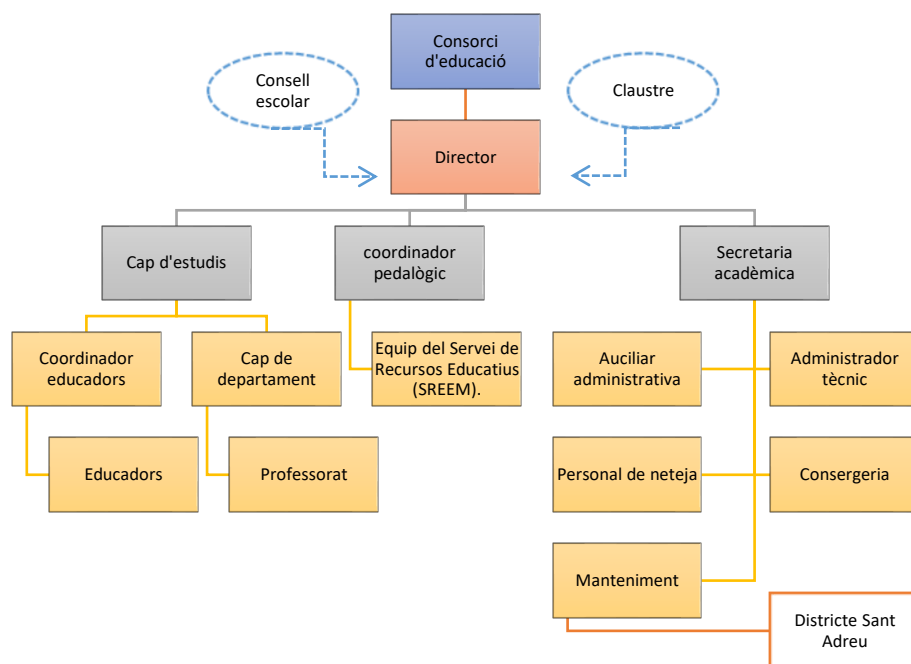 Consorci
d'educació
Consell
escolar
Claustre
Director
Cap d'estudis
coordinador
pedalògic
Secretaria
acadèmica
Coordinador
educadors
Cap de
departament
Equip del Servei de
Recursos Educatius
(SREEM).
Auciliar
administrativa
Administrador
tècnic
Educadors
Professorat
Personal de neteja
Consergeria
Manteniment
Districte Sant
Adreu